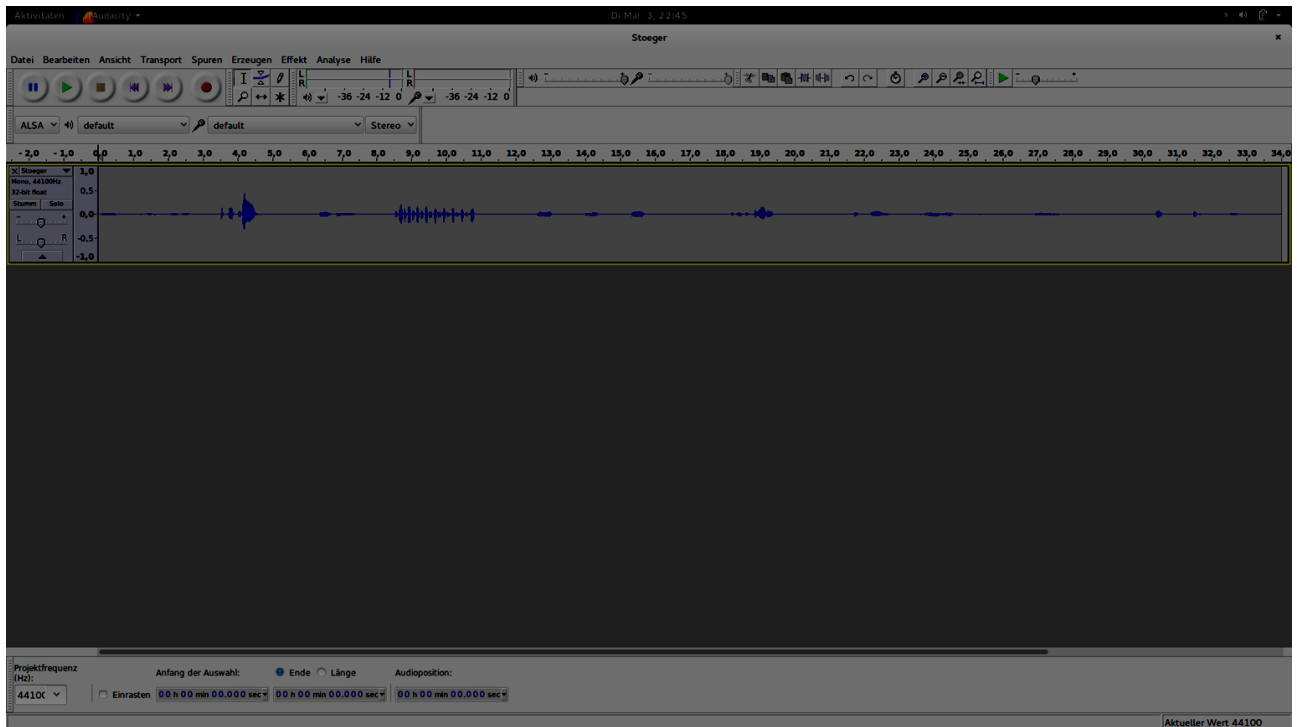 Aktivitäten Audacity Di Mär 3, 22:45
Stoeger
Datei Bearbeiten Ansicht Transport Spuren Erzeugen Effekt Analyse Hilfe
L R L R
-36 -24 -12 0 -36 -24 -12 0
ALSA default default Stereo
-2,0 -1,0 0,0 1,0 2,0 3,0 4,0 5,0 6,0 7,0 8,0 9,0 10,0 11,0 12,0 13,0 14,0 15,0 16,0 17,0 18,0 19,0 20,0 21,0 22,0 23,0 24,0 25,0 26,0 27,0 28,0 29,0 30,0 31,0 32,0 33,0 34,0
X Stoeger 1,0
Mono, 44100Hz
32-bit float 0,5
Stumm Solo
- + 0,0
L R -0,5
-1,0
Projektfrequenz
(Hz): Anfang der Auswahl: Ende Länge Audioposition:
44100 Einrasten 00 h 00 min 00.000 sec 00 h 00 min 00.000 sec 00 h 00 min 00.000 sec
Aktueller Wert 44100